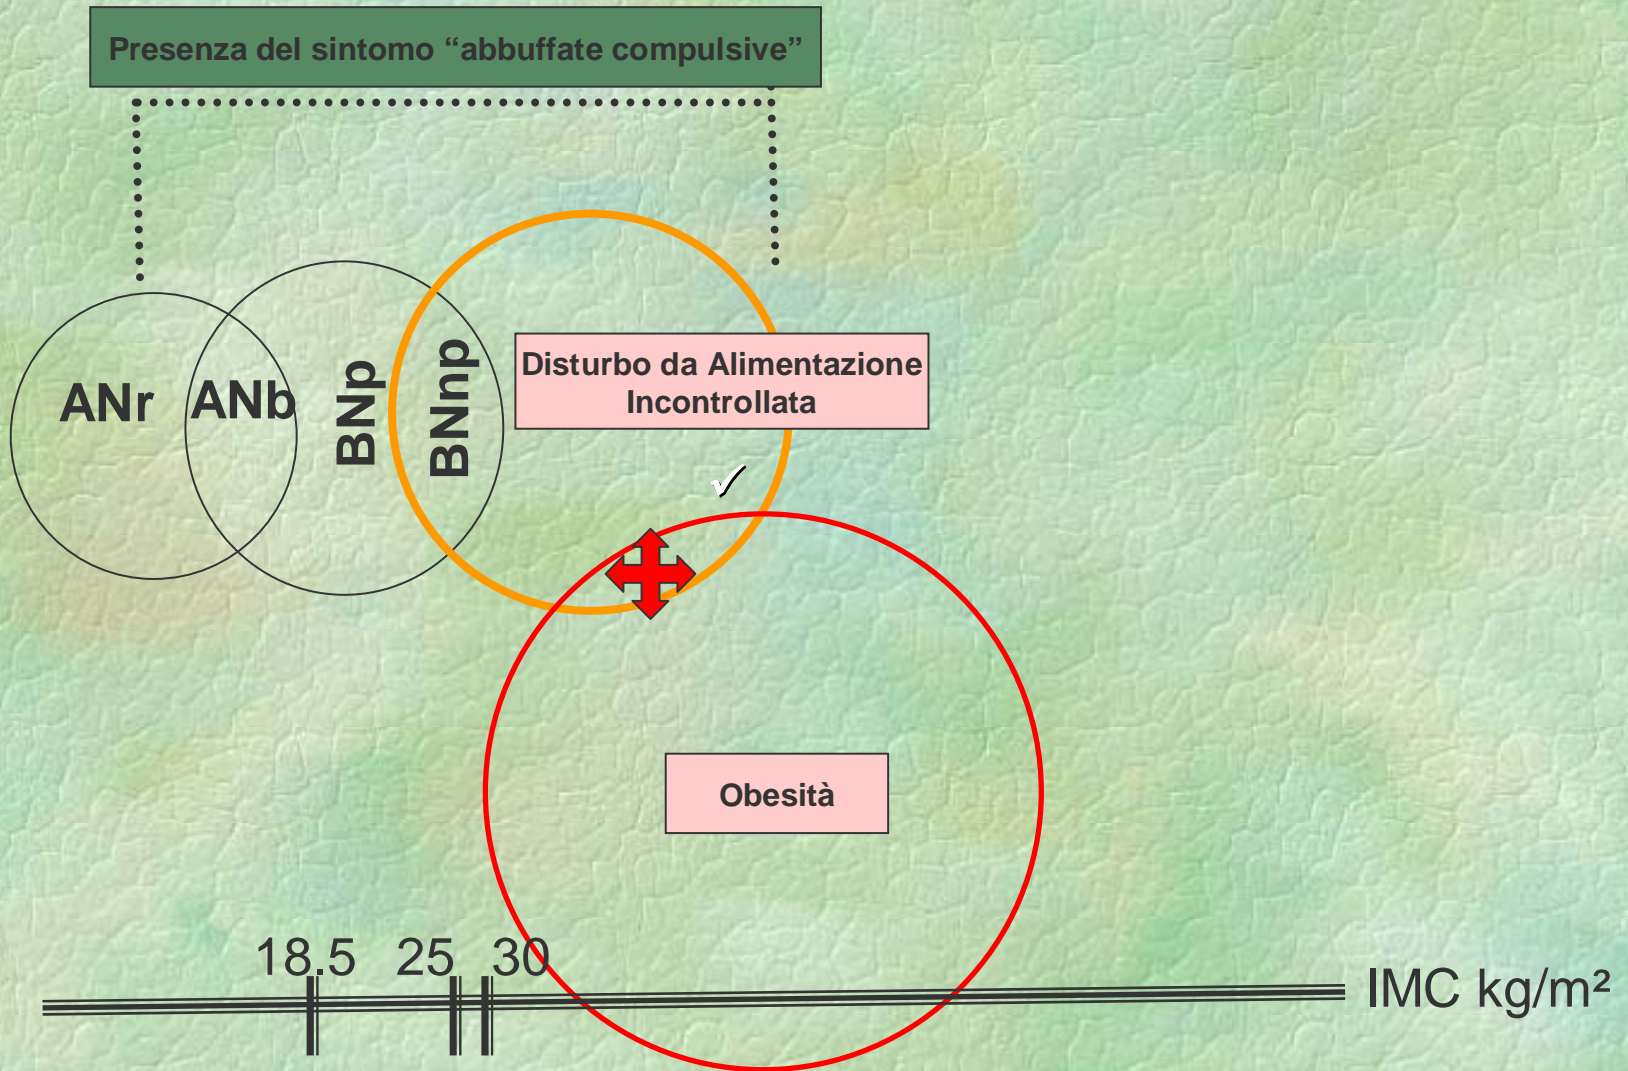 Presenza del sintomo “abbuffate compulsive”
ANr
ANb
BNp
BNnp
Disturbo da Alimentazione
Incontrollata
Obesità
18.5
25
30
IMC kg/m²